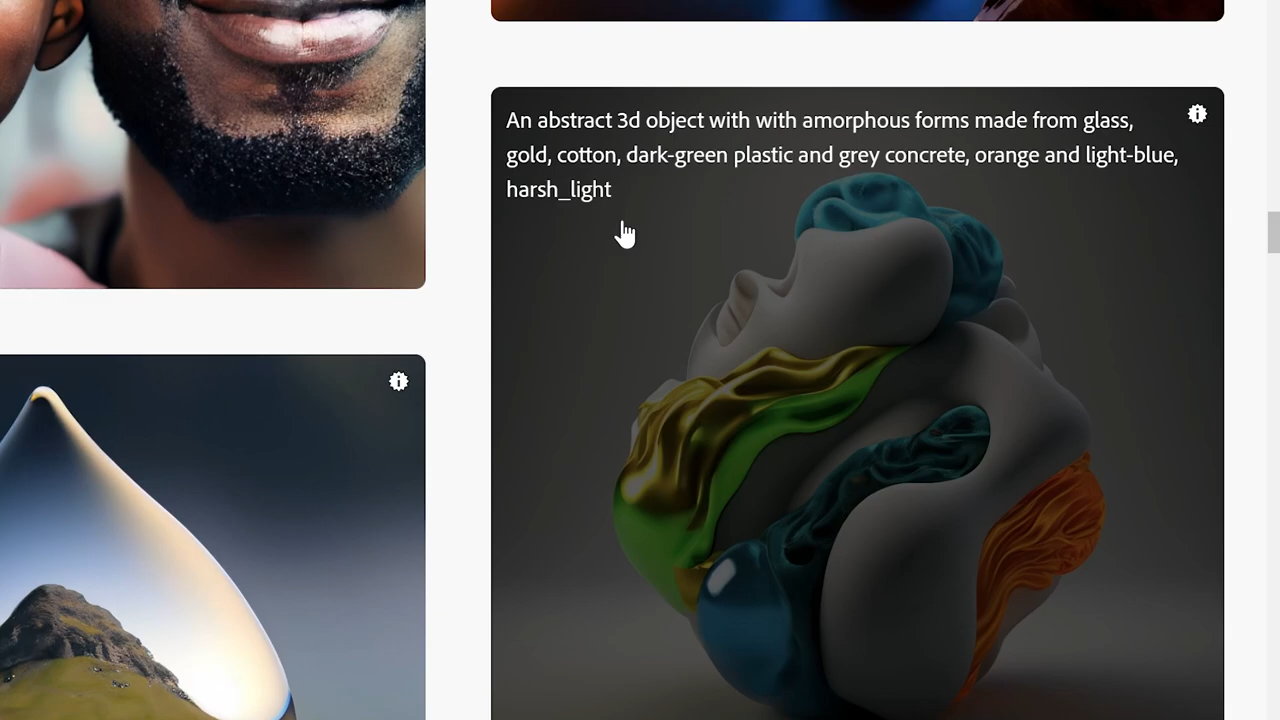 An abstract 3d object with with amorphous forms made from glass,
gold, cotton, dark-green plastic and grey concrete, orange and light-blue,
harsh_light